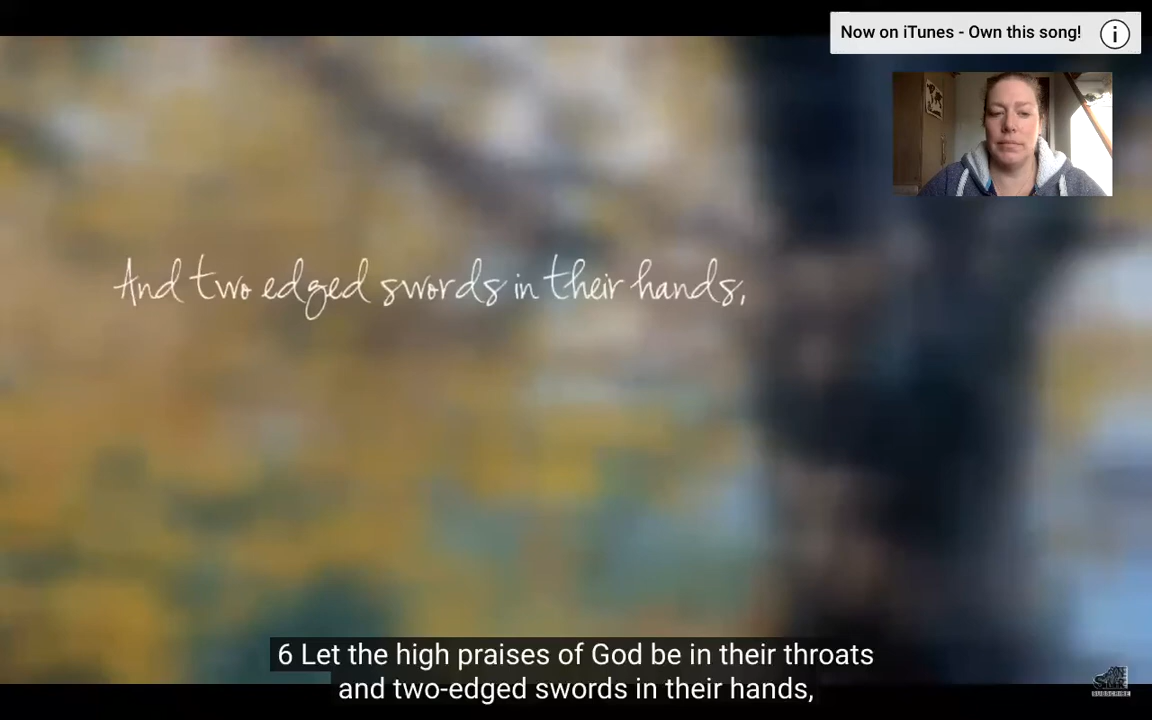 Now on iTunes - Own this song!
And two edged swords in their hands,
6 Let the high praises of God be in their throats
and two-edged swords in their hands,
SUBSCRIBE